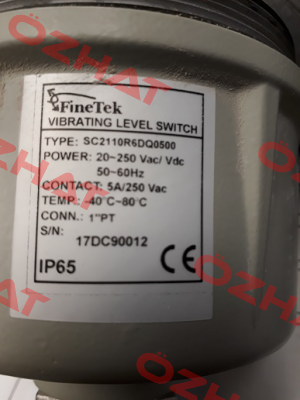 FineTek
VIBRATING LEVEL SWITCH
TYPE: SC2110R6DQ0500
POWER: 20~250 Vac/ Vdc
50~60Hz
CONTACT: 5A/250 Vac
TEMP.: -40°C~80°C
CONN.: 1"PT
S/N:
17DC90012
IP65
CE
OZHAT
OZHAT
OZHAT
OZHAT
OZHAT